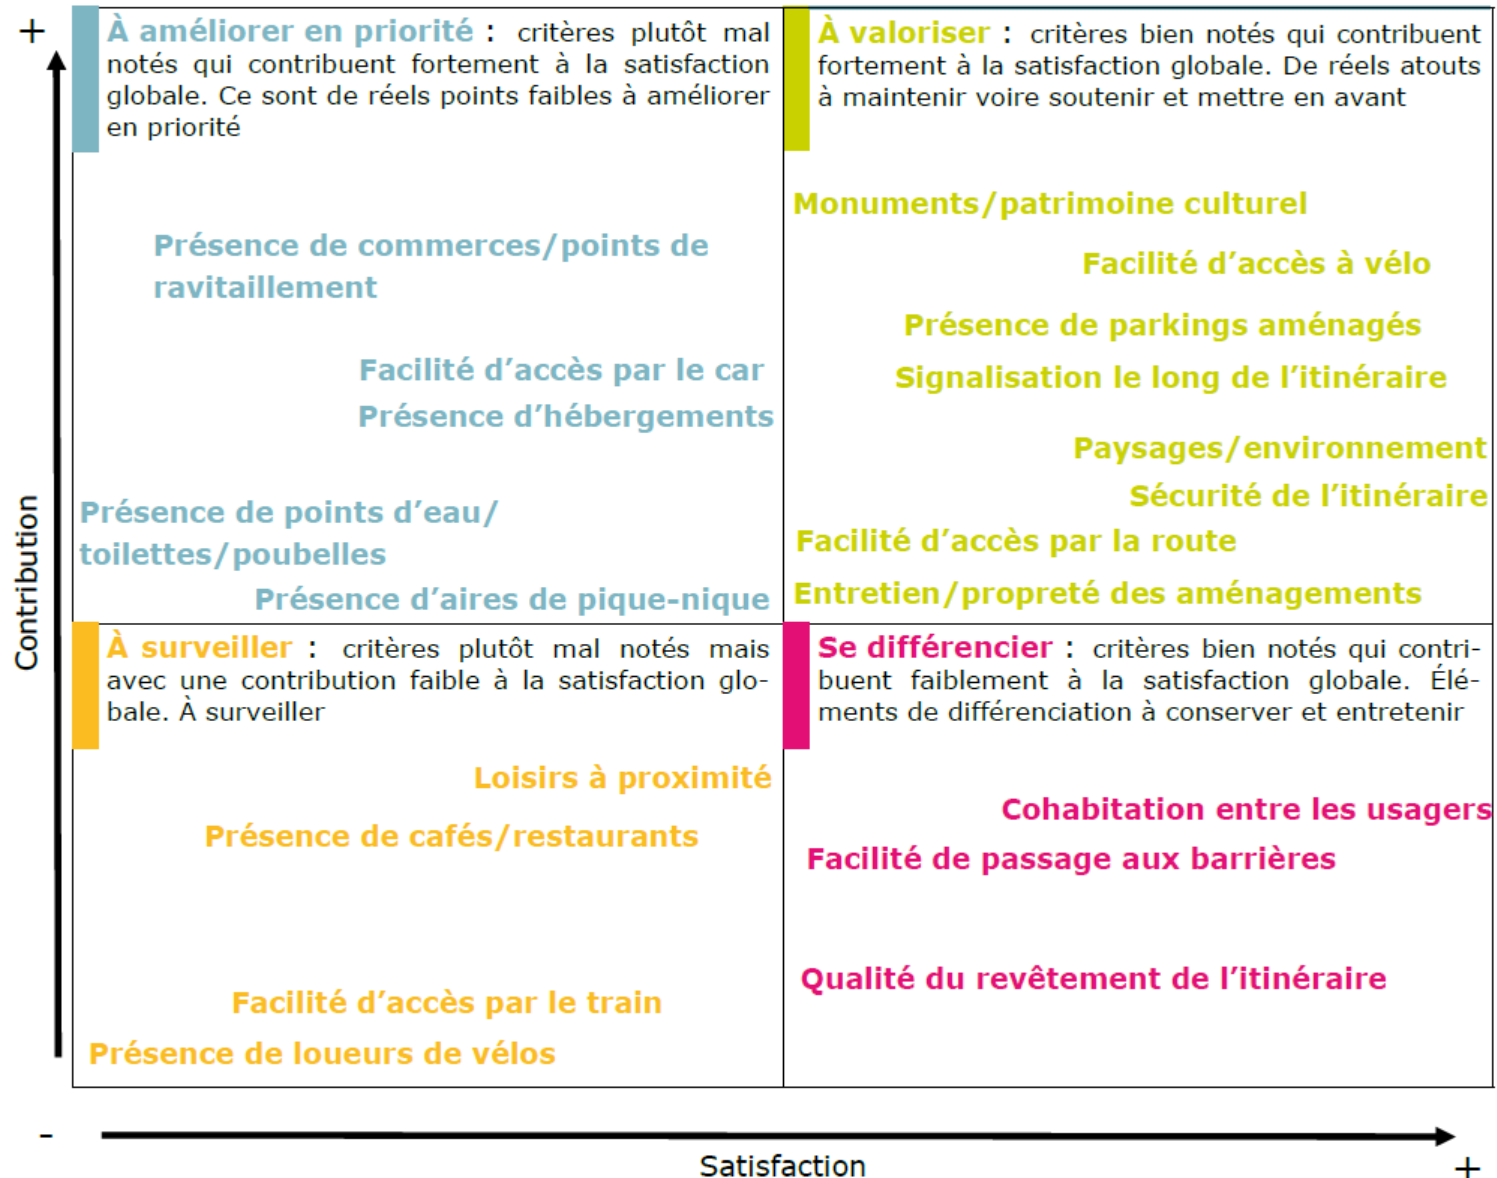 +
À améliorer en priorité : critères plutôt mal
notés qui contribuent fortement à la satisfaction
globale. Ce sont de réels points faibles à améliorer
en priorité
Présence de commerces/points de
ravitaillement
Facilité d’accès par le car
Présence d’hébergements
Présence de points d’eau/
toilettes/poubelles
Présence d’aires de pique-nique
À valoriser : critères bien notés qui contribuent
fortement à la satisfaction globale. De réels atouts
à maintenir voire soutenir et mettre en avant
Monuments/patrimoine culturel
Facilité d’accès à vélo
Présence de parkings aménagés
Signalisation le long de l’itinéraire
Paysages/environnement
Sécurité de l’itinéraire
Facilité d’accès par la route
Entretien/propreté des aménagements
Contribution
À surveiller : critères plutôt mal notés mais
avec une contribution faible à la satisfaction glo-
bale. À surveiller
Loisirs à proximité
Présence de cafés/restaurants
Facilité d’accès par le train
Présence de loueurs de vélos
Se différencier : critères bien notés qui contri-
buent faiblement à la satisfaction globale. Élé-
ments de différenciation à conserver et entretenir
Cohabitation entre les usagers
Facilité de passage aux barrières
Qualité du revêtement de l’itinéraire
-
Satisfaction
+